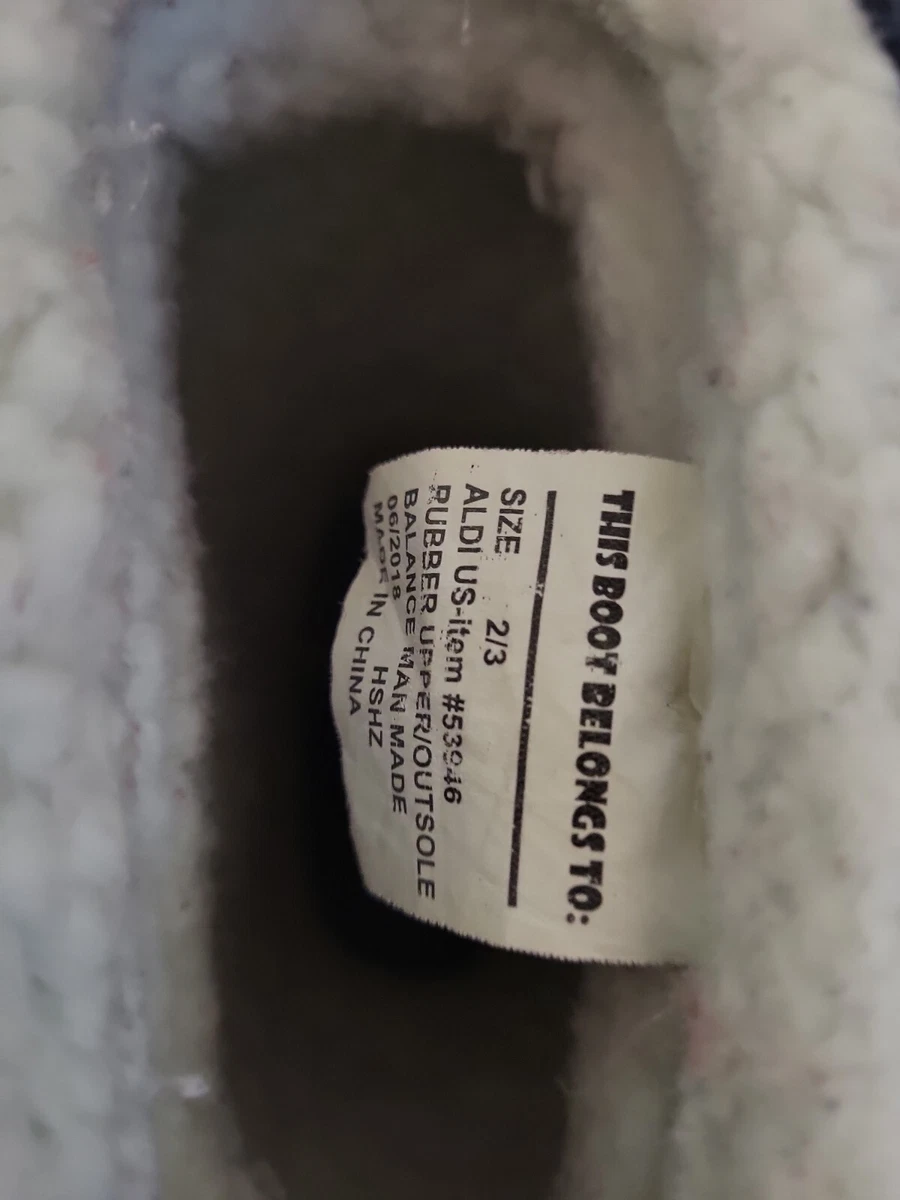 THIS BOOT BELONGS TO:
SIZE 2/3
ALDI US-item #53946
RUBBER UPPER/OUTSOLE
BALANCE MAN MADE
06/2018 HSHZ
MADE IN CHINA